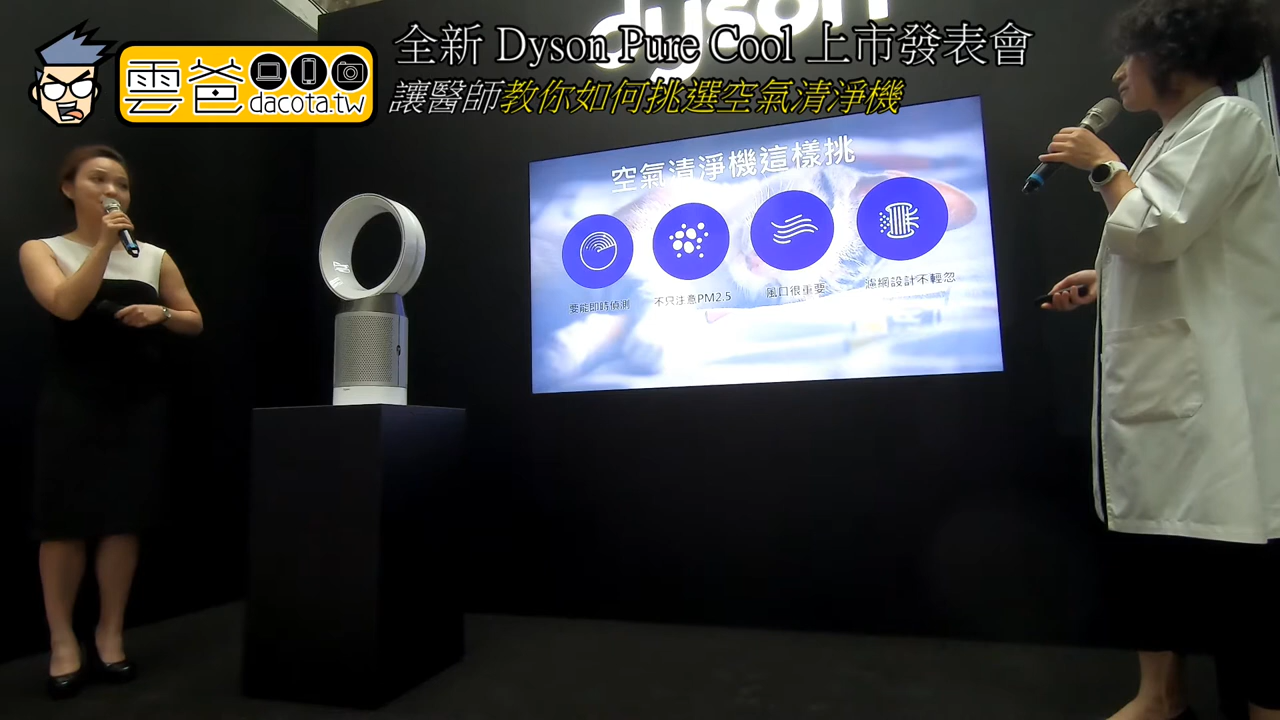 dyson
全新 Dyson Pure Cool 上市發表會
雲爸
dacota.tw
讓醫師教你如何挑選空氣清淨機
空氣清淨機這樣挑
要能即時偵測
不只注意PM2.5
風口很重要
濾網設計不輕忽